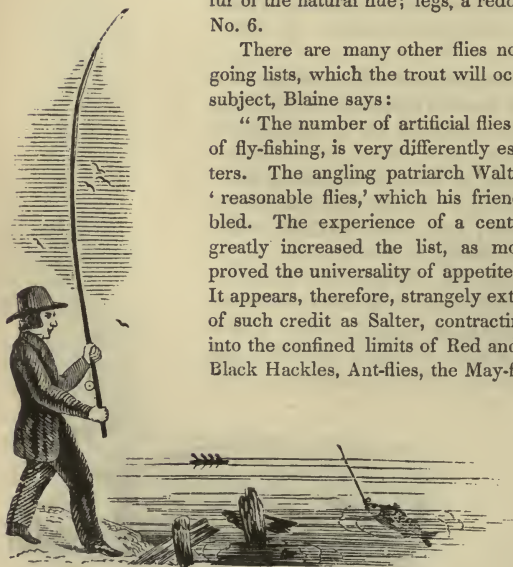 ful of the natural hue; legs, a redd
No. 6.
There are many other flies no
going lists, which the trout will oc
subject, Blaine says:
“ The number of artificial flies
of fly-fishing, is very differently es
ters. The angling patriarch Walt
‘ reasonable flies,’ which his frien
bled. The experience of a cent
greatly increased the list, as mo
proved the universality of appetite
It appears, therefore, strangely ext
of such credit as Salter, contractin
into the confined limits of Red and
Black Hackles, Ant-flies, the May-f